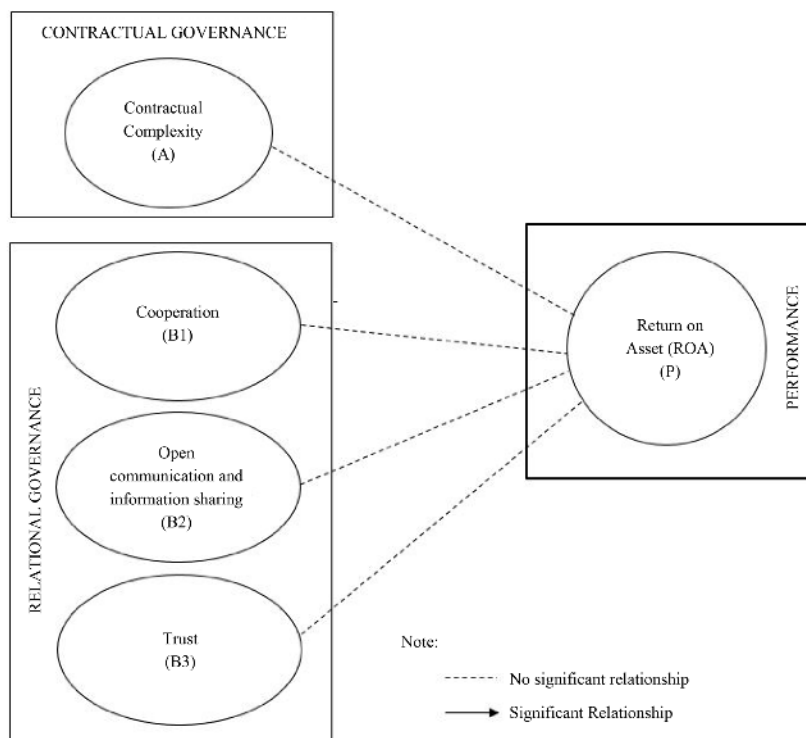 CONTRACTUAL GOVERNANCE
Contractual
Complexity
(A)
RELATIONAL GOVERNANCE
Cooperation
(B1)
Open
communication and
information sharing
(B2)
Trust
(B3)
Return on
Asset (ROA)
(P)
PERFORMANCE
Note:
No significant relationship
Significant Relationship